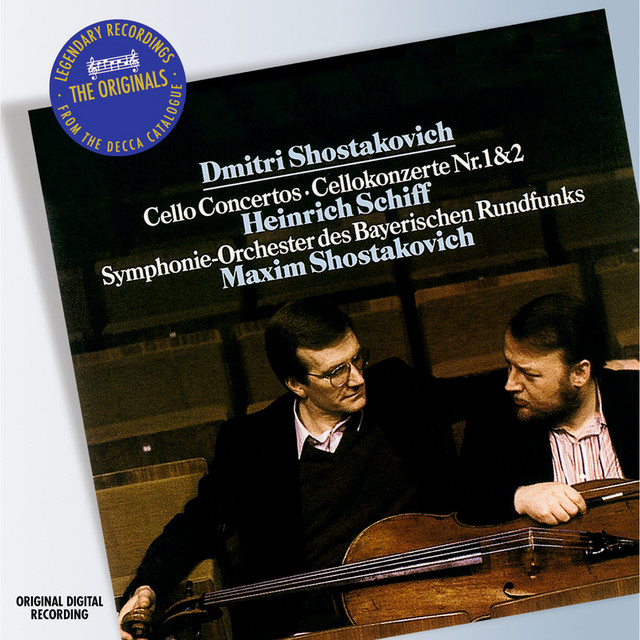 LEGENDARY RECORDINGS
THE ORIGINALS
FROM THE DECCA CATALOGUE
Dmitri Shostakovich
Cello Concertos · Cellokonzerte Nr.1&2
Heinrich Schiff
Symphonie-Orchester des Bayerischen Rundfunks
Maxim Shostakovich
ORIGINAL DIGITAL
RECORDING